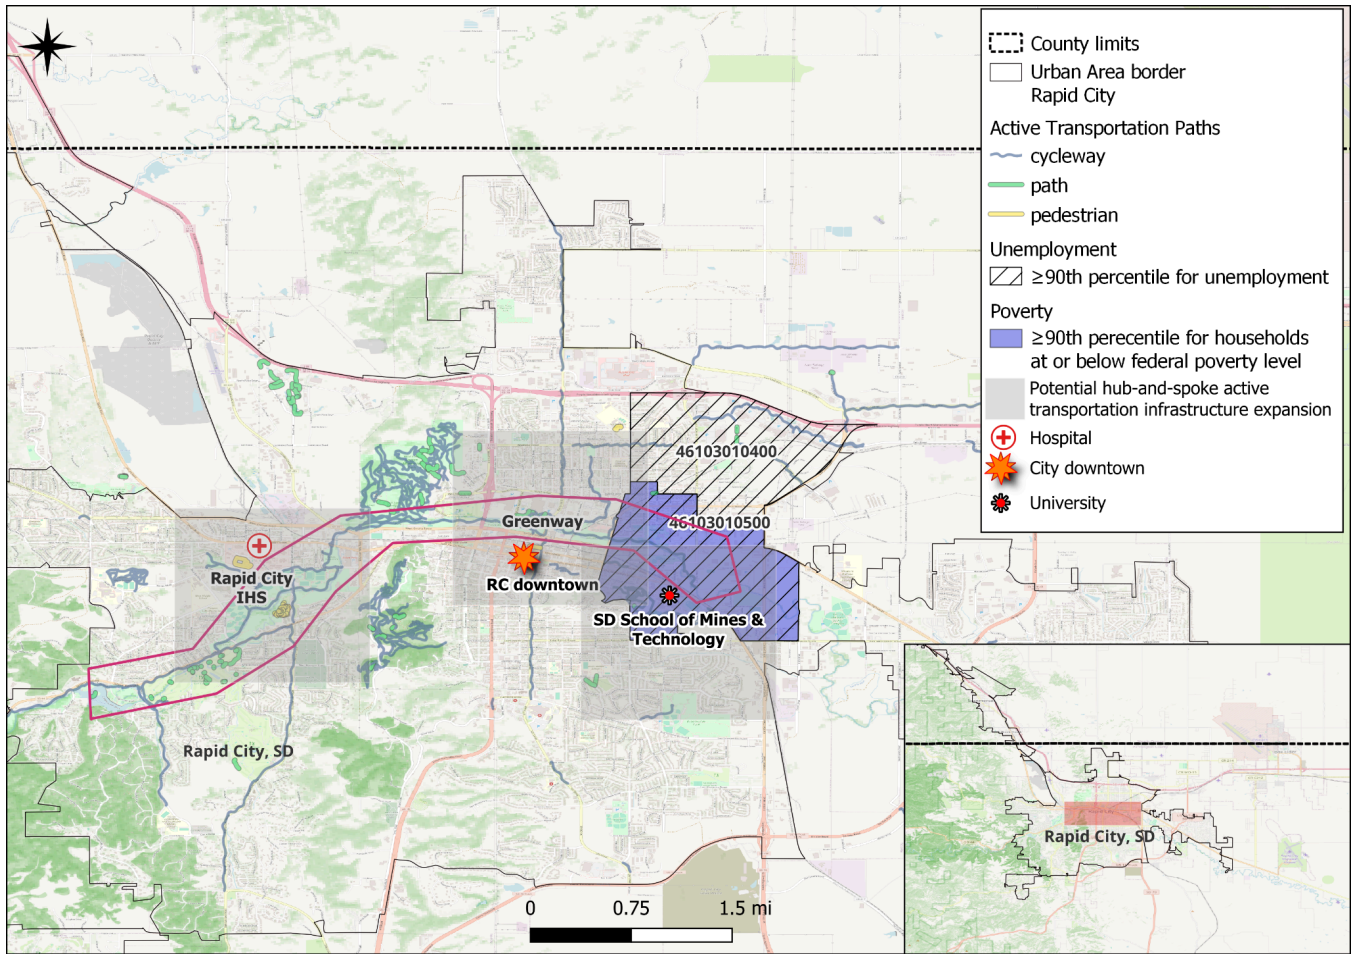 County limits
Urban Area border
Rapid City
Active Transportation Paths
cycleway
path
pedestrian
Unemployment
≥90th percentile for unemployment
Poverty
≥90th perecentile for households
at or below federal poverty level
Potential hub-and-spoke active
transportation infrastructure expansion
Hospital
City downtown
University
46103010400
Greenway
46103010500
Rapid City
IHS
RC downtown
SD School of Mines &
Technology
Rapid City, SD
Rapid City, SD
0 0.75 1.5 mi